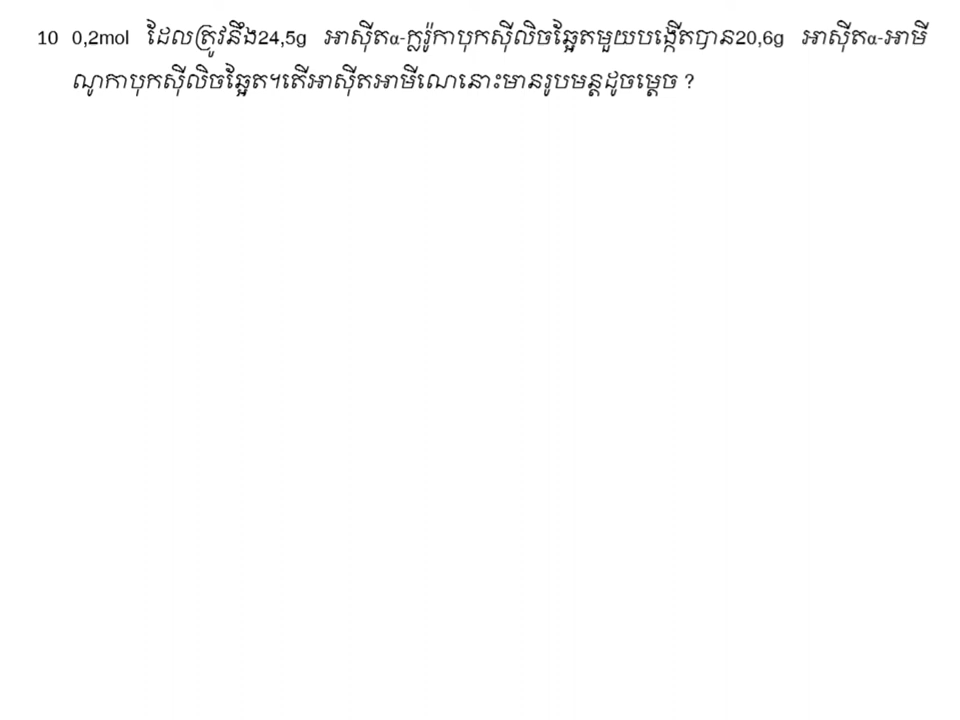 10 0,2mol ដែលត្រូវនឹង24,5g អាស៊ីតα-ក្លរ៉ូកាបុកស៊ីលិចឆ្អែតមួយបង្កើតបាន20,6g អាស៊ីតα-អាមី
ណូកាបុកស៊ីលិចឆ្អែត។តើអាស៊ីតអាមីណេនោះមានរូបមន្តដូចម្តេច ?